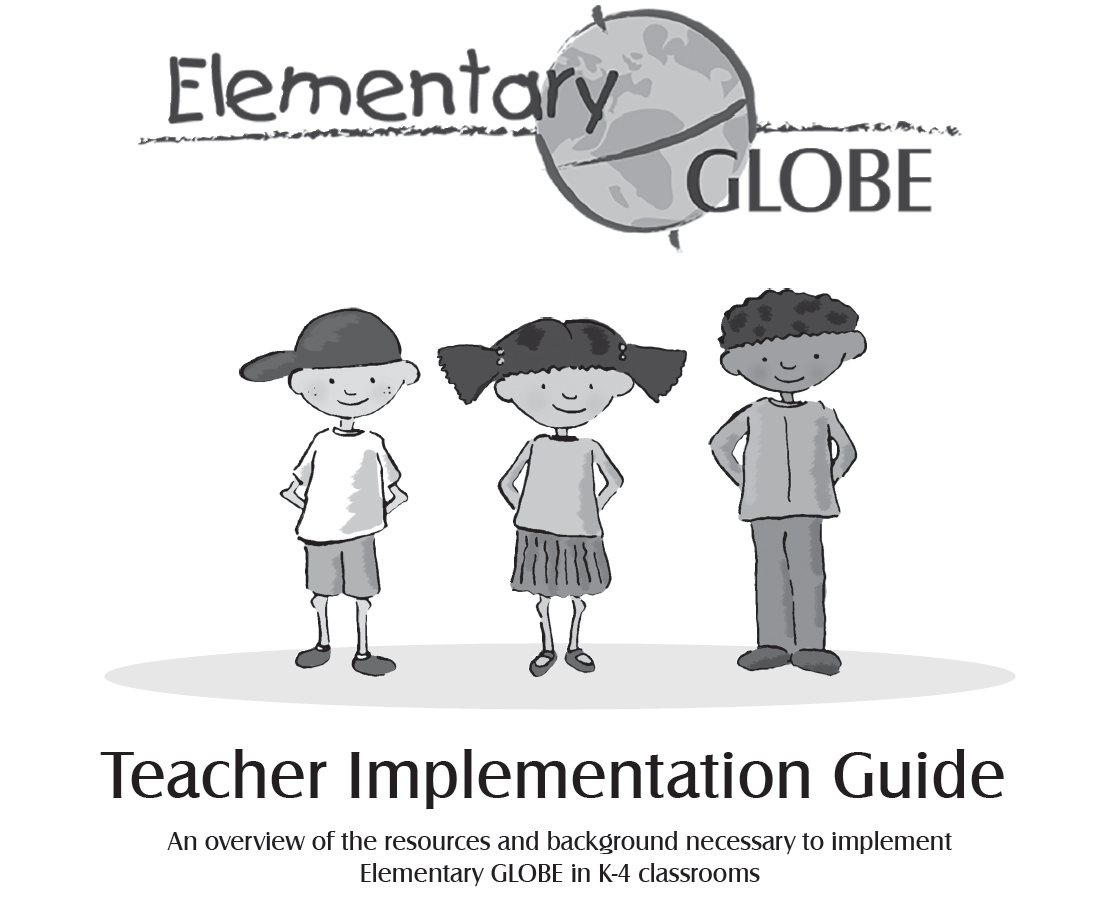 Elementary
GLOBE
Teacher Implementation Guide
An overview of the resources and background necessary to implement
Elementary GLOBE in K-4 classrooms